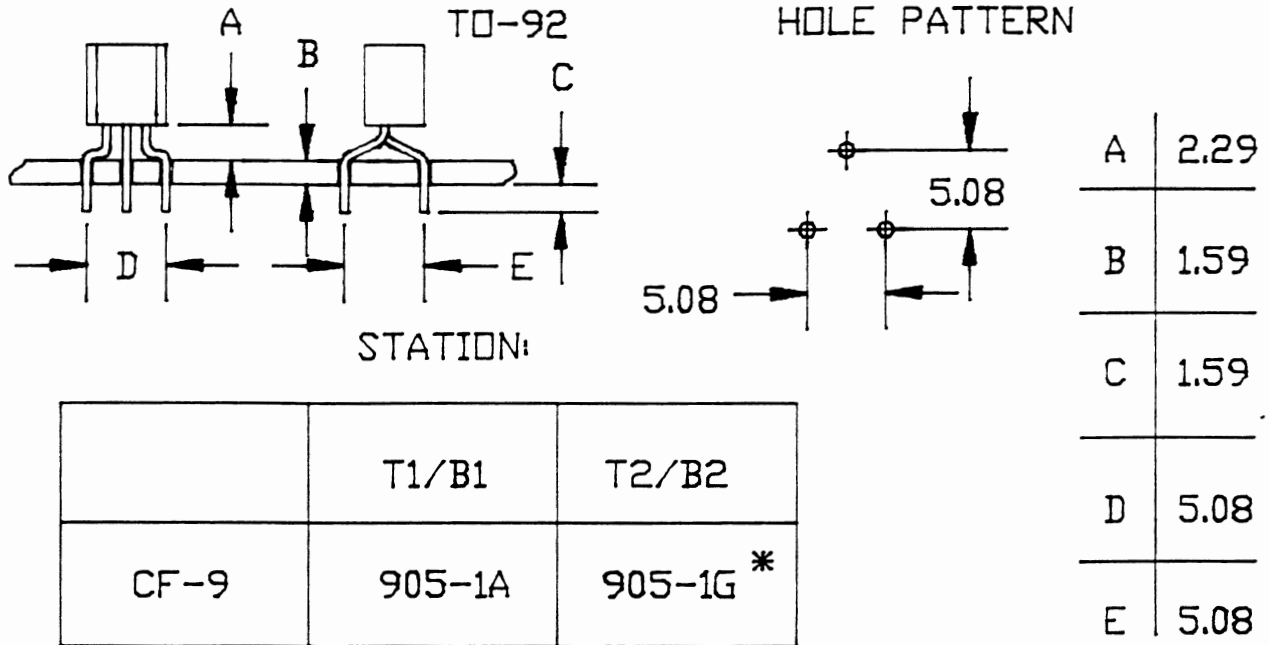 TO-92
HOLE PATTERN
A
B
C
D
E
5.08
5.08
A 2.29
B 1.59
C 1.59
D 5.08
E 5.08
STATION:
T1/B1 T2/B2
CF-9 905-1A 905-1G *